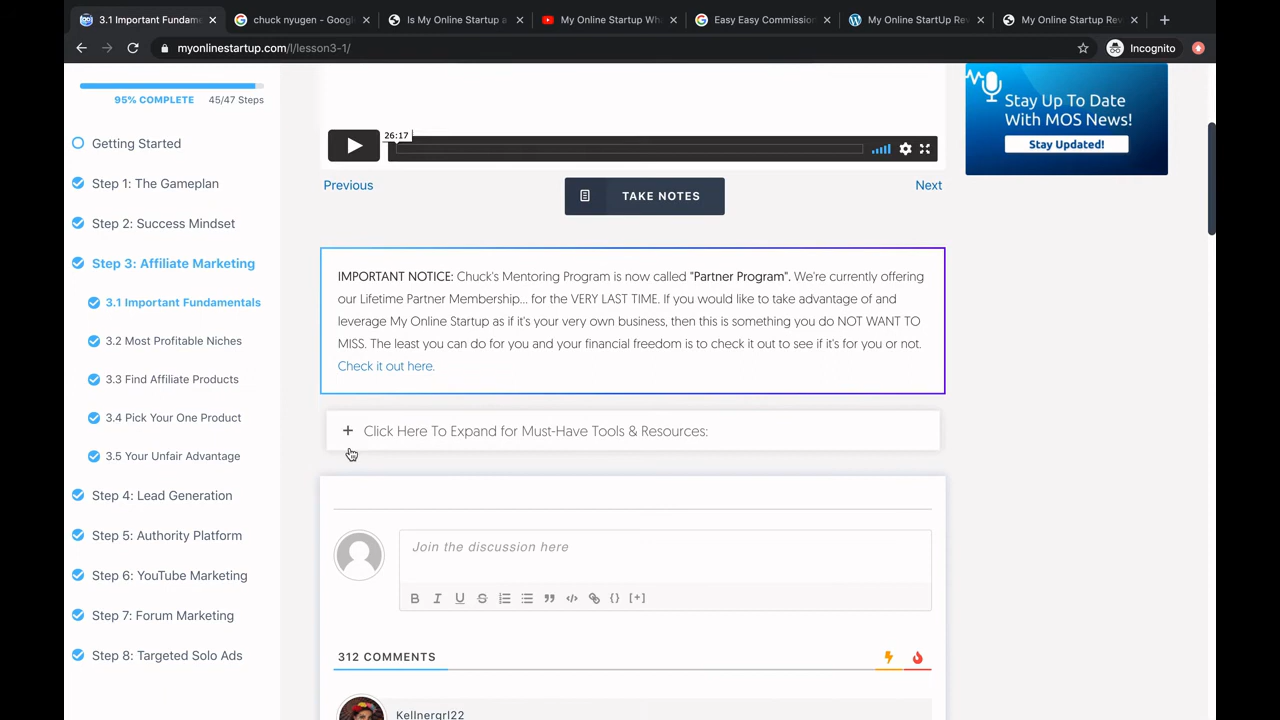 3.1 Important Fundam
chuck nyugen - Goog
Is My Online Startup a
My Online Startup Wh
Easy Easy Commissio
My Online StartUp Re
My Online Startup Re
myonlinestartup.com/l/lesson3-1/
Incognito
95% COMPLETE 45/47 Steps
Getting Started
Step 1: The Gameplan
Step 2: Success Mindset
Step 3: Affiliate Marketing
3.1 Important Fundamentals
3.2 Most Profitable Niches
3.3 Find Affiliate Products
3.4 Pick Your One Product
3.5 Your Unfair Advantage
Step 4: Lead Generation
Step 5: Authority Platform
Step 6: YouTube Marketing
Step 7: Forum Marketing
Step 8: Targeted Solo Ads
26:17
Previous
TAKE NOTES
Next
IMPORTANT NOTICE: Chuck's Mentoring Program is now called "Partner Program". We're currently offering
our Lifetime Partner Membership... for the VERY LAST TIME. If you would like to take advantage of and
leverage My Online Startup as if it's your very own business, then this is something you do NOT WANT TO
MISS. The least you can do for you and your financial freedom is to check it out to see if it's for you or not.
Check it out here.
+ Click Here To Expand for Must-Have Tools & Resources:
Join the discussion here
B I U S {} [+]
312 COMMENTS
Kellnergrl22
Stay Up To Date
With MOS News!
Stay Updated!